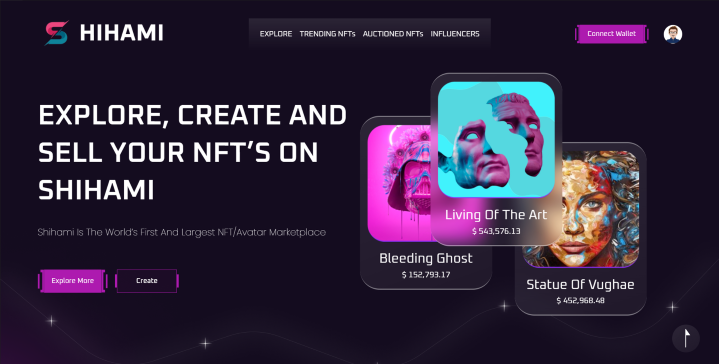 HIHAMI
EXPLORE TRENDING NFTs AUCTIONED NFTs INFLUENCERS
Connect Wallet
EXPLORE, CREATE AND
SELL YOUR NFT'S ON
SHIHAMI
Shihami Is The World's First And Largest NFT/Avatar Marketplace
Explore More
Create
Living Of The Art
$ 543,576.13
Bleeding Ghost
$ 152,793.17
Statue Of Vughae
$ 452,968.48